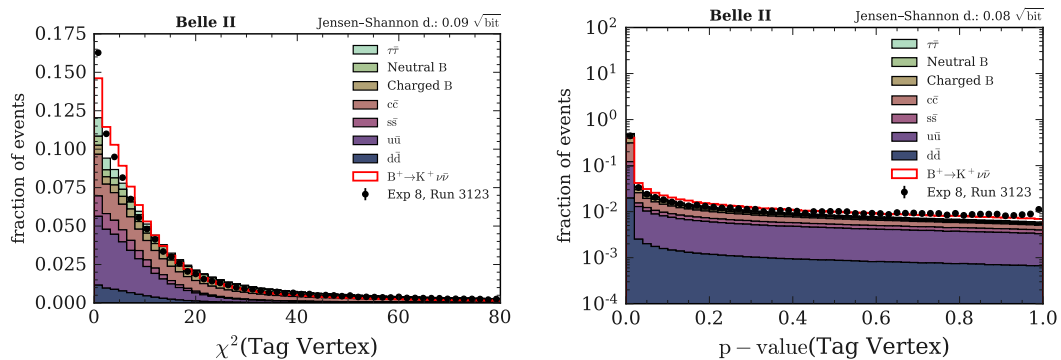 Belle II
Jensen–Shannon d.: 0.09 √bit
fraction of events
0.175
0.150
0.125
0.100
0.075
0.050
0.025
0.000
ττ̄
Neutral B
Charged B
cc̄
ss̄
uū
dd̄
B⁺→K⁺νν̄
Exp 8, Run 3123
0 20 40 60 80
χ²(Tag Vertex)
Belle II
Jensen–Shannon d.: 0.08 √bit
fraction of events
10²
10¹
10⁰
10⁻¹
10⁻²
10⁻³
10⁻⁴
ττ̄
Neutral B
Charged B
cc̄
ss̄
uū
dd̄
B⁺→K⁺νν̄
Exp 8, Run 3123
0.0 0.2 0.4 0.6 0.8 1.0
p − value(Tag Vertex)